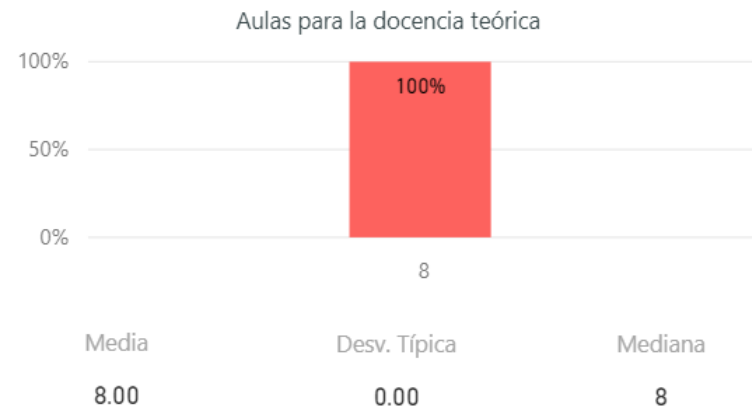 Aulas para la docencia teórica
100%
100%
50%
0%
8
Media Desv. Típica Mediana
8.00 0.00 8